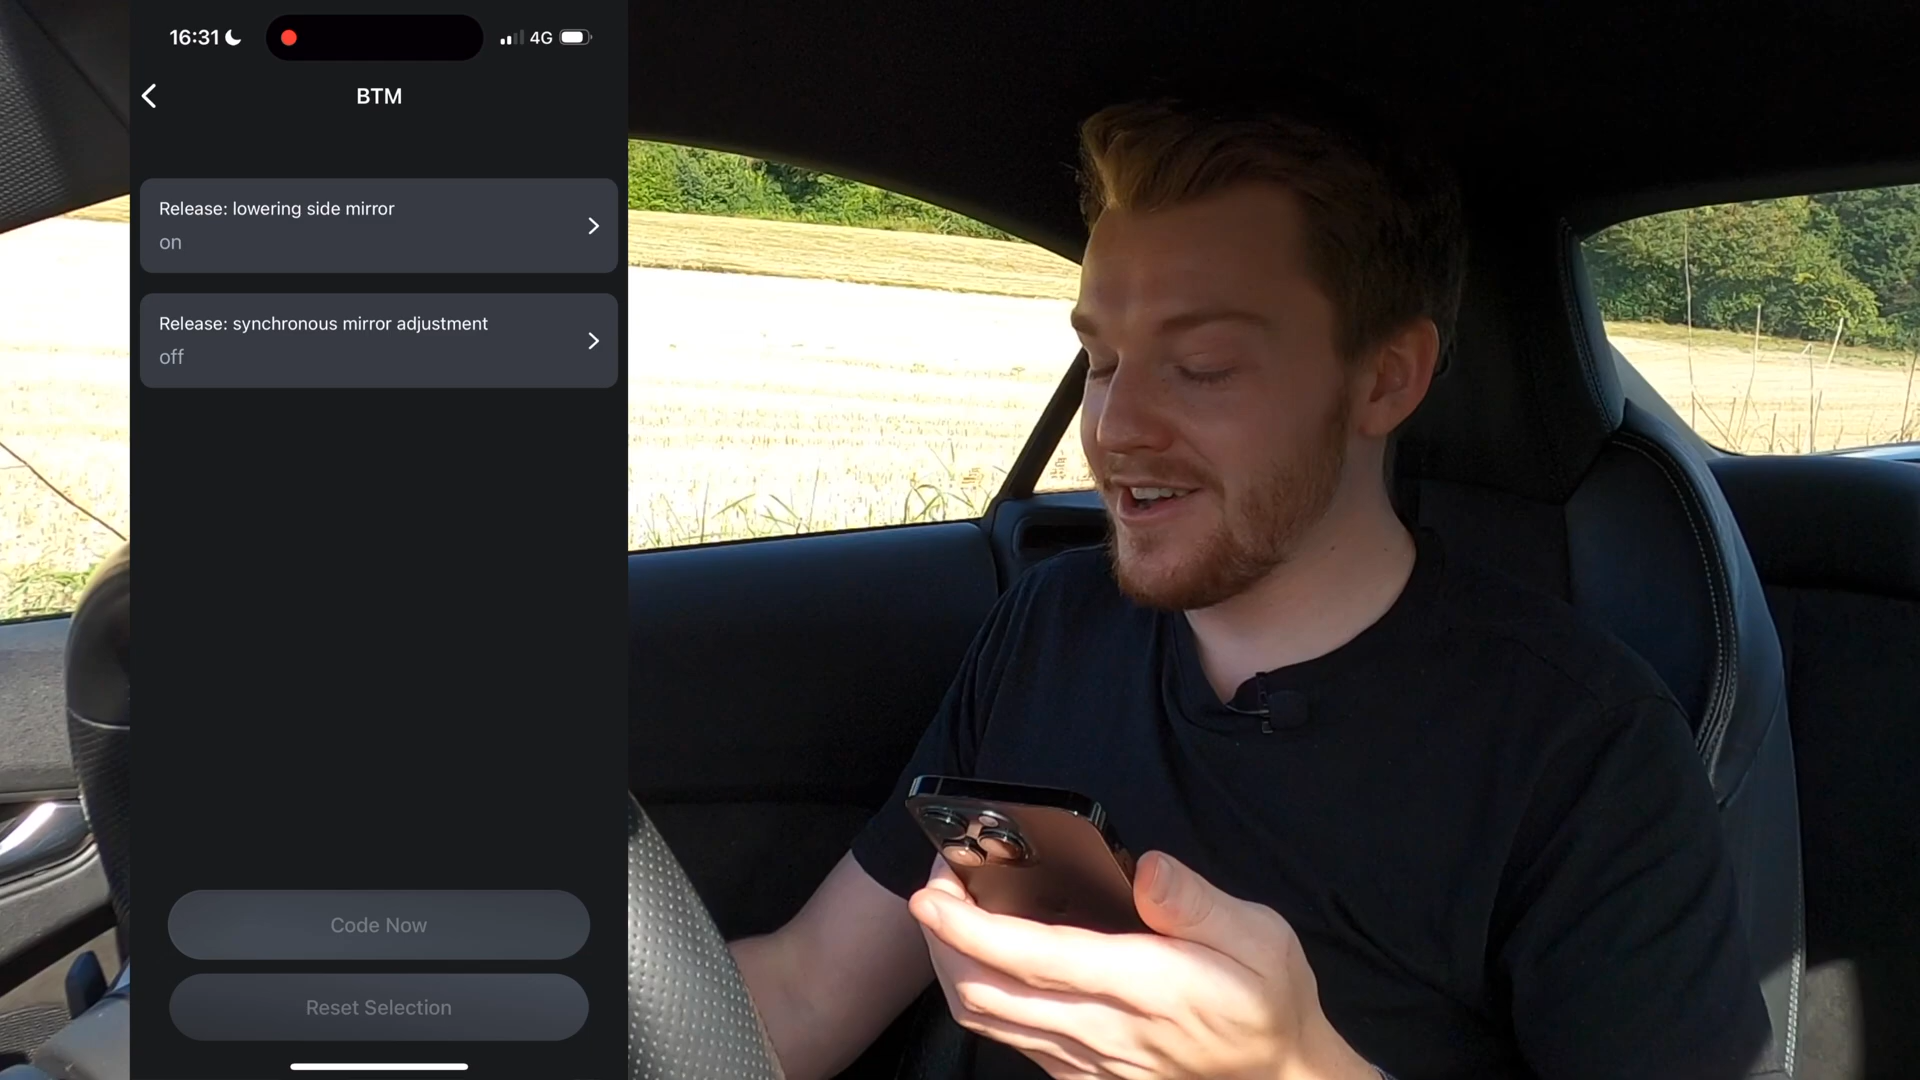 16:31
4G
BTM
Release: lowering side mirror
on
Release: synchronous mirror adjustment
off
Code Now
Reset Selection